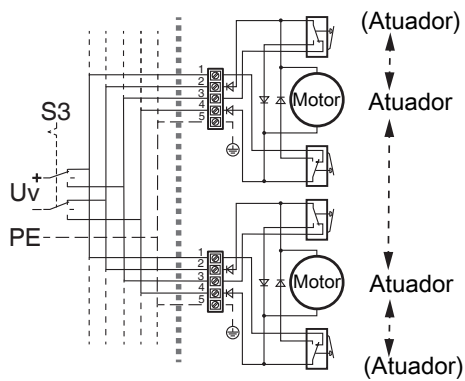 (Atuador)
1
2
3
4
5
Motor
Atuador
S3
+
-
Uv
-
PE
1
2
3
4
5
Motor
Atuador
(Atuador)